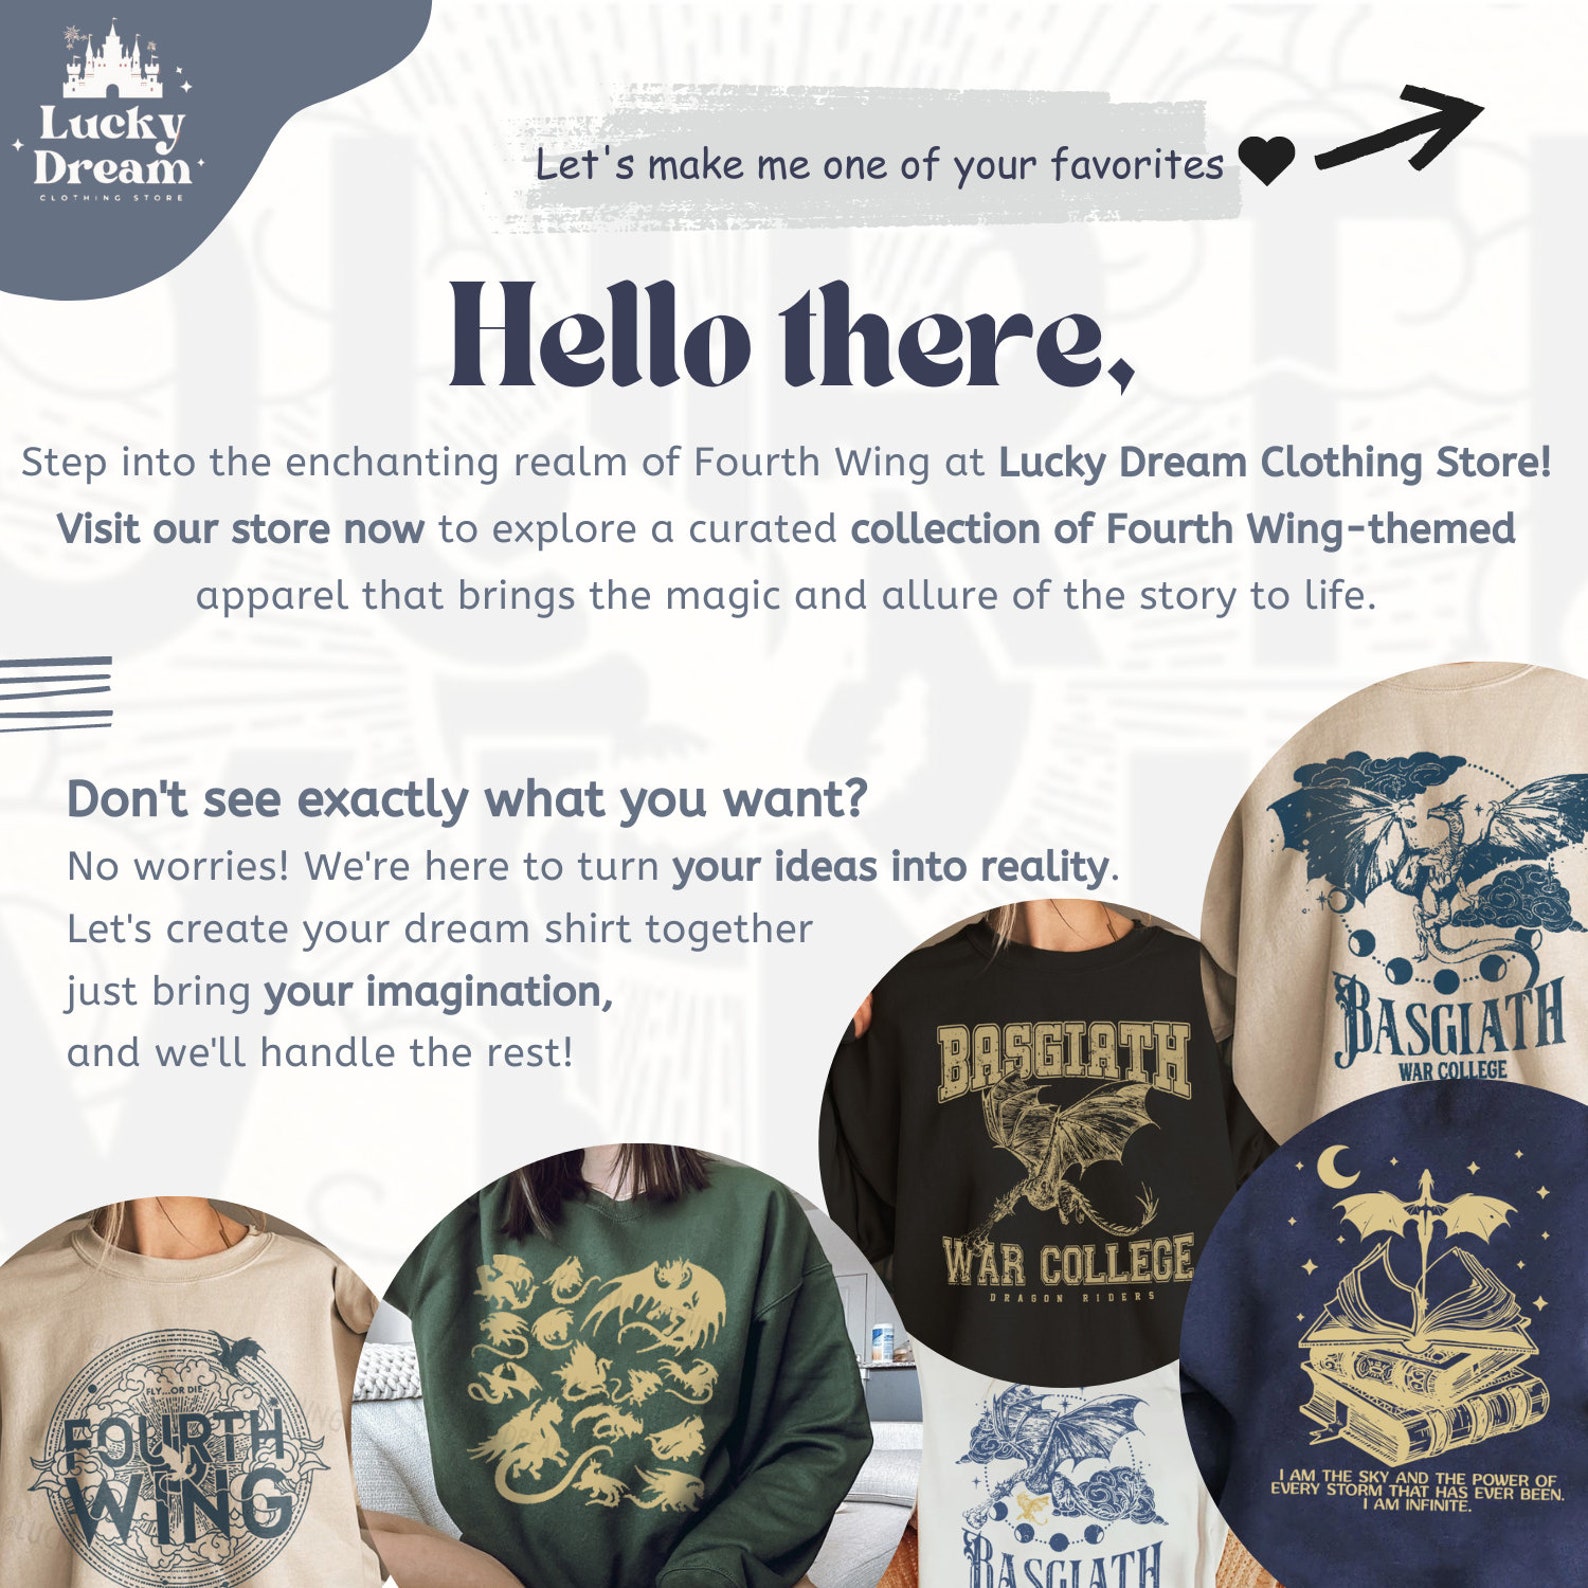 Lucky
Dream
CLOTHING STORE
Let's make me one of your favorites
Hello there,
Step into the enchanting realm of Fourth Wing at Lucky Dream Clothing Store!
Visit our store now to explore a curated collection of Fourth Wing-themed
apparel that brings the magic and allure of the story to life.
Don't see exactly what you want?
No worries! We're here to turn your ideas into reality.
Let's create your dream shirt together
just bring your imagination,
and we'll handle the rest!
BASGIATH
WAR COLLEGE
BASGIATH
WAR COLLEGE
DRAGON RIDERS
I AM THE SKY AND THE POWER OF
EVERY STORM THAT HAS EVER BEEN.
I AM INFINITE.
FLY...OR DIE
FOURTH
WING
BASGIATH